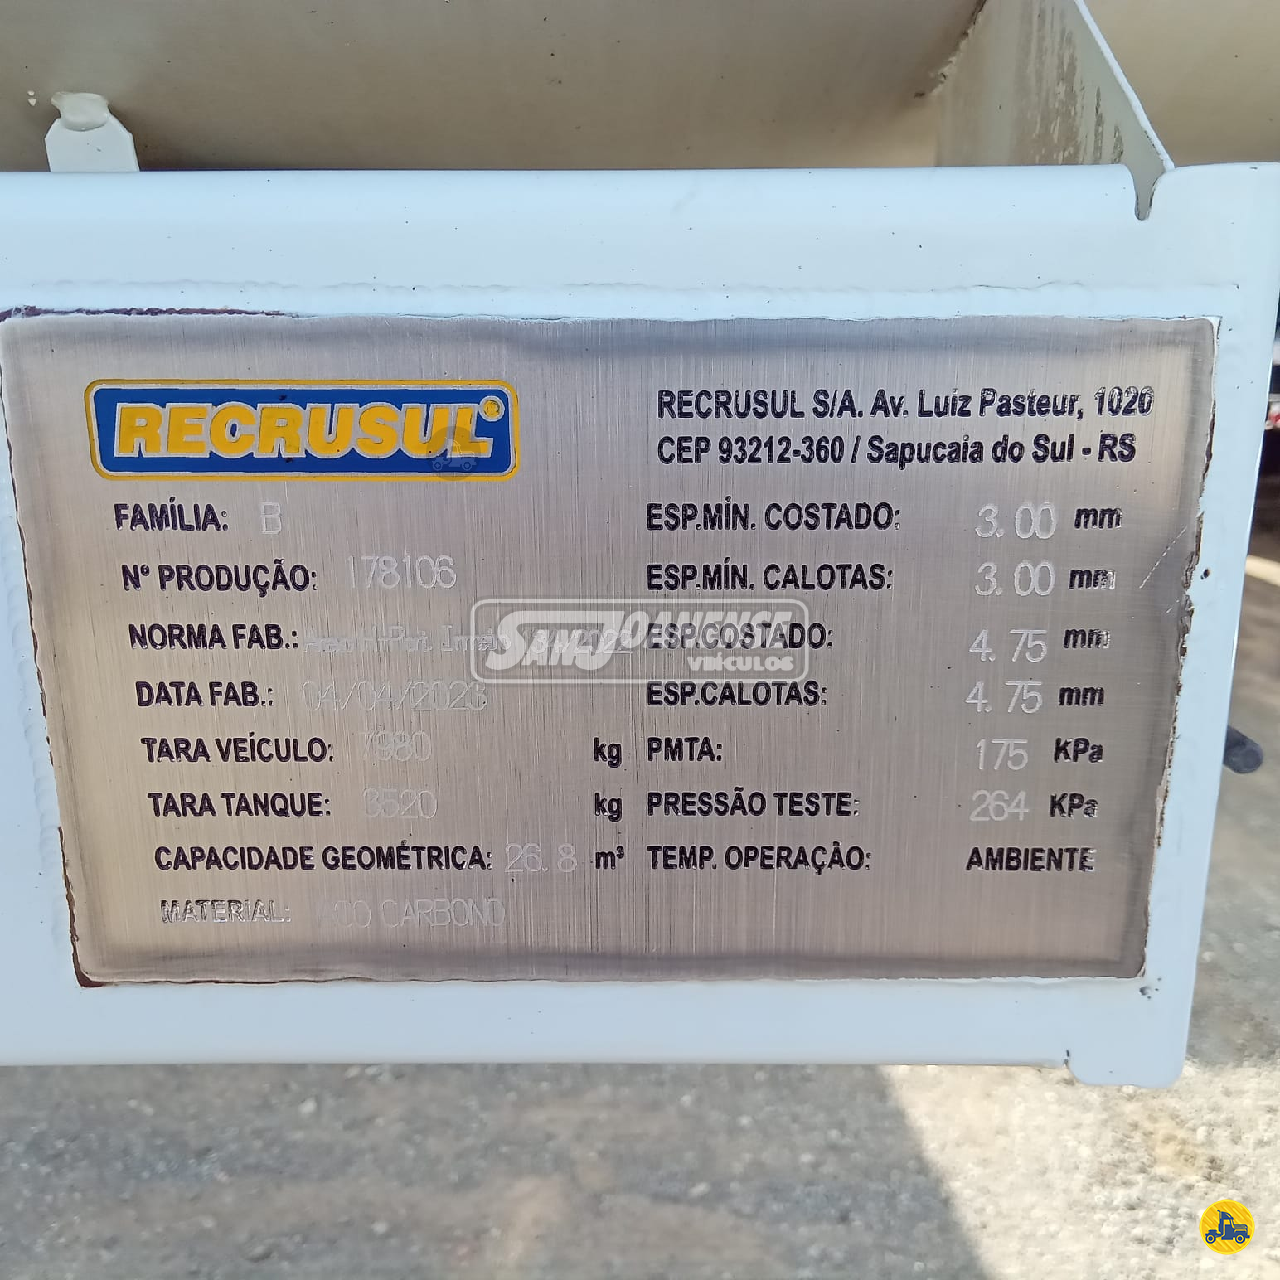 RECRUSUL®
RECRUSUL S/A. Av. Luiz Pasteur, 1020
CEP 93212-360 / Sapucaia do Sul - RS
FAMÍLIA: B
Nº PRODUÇÃO: 178106
NORMA FAB.:
DATA FAB.: 04/04/2023
TARA VEÍCULO: 7980 kg
TARA TANQUE: kg
CAPACIDADE GEOMÉTRICA: 26.8 m³
MATERIAL: ACO CARBONO
ESP.MÍN. COSTADO: 3.00 mm
ESP.MÍN. CALOTAS: 3.00 mm
ESP.COSTADO: 4.75 mm
ESP.CALOTAS: 4.75 mm
PMTA: 175 KPa
PRESSÃO TESTE: 264 KPa
TEMP. OPERAÇÃO: AMBIENTE
SANJOALENSE
VEÍCULOS